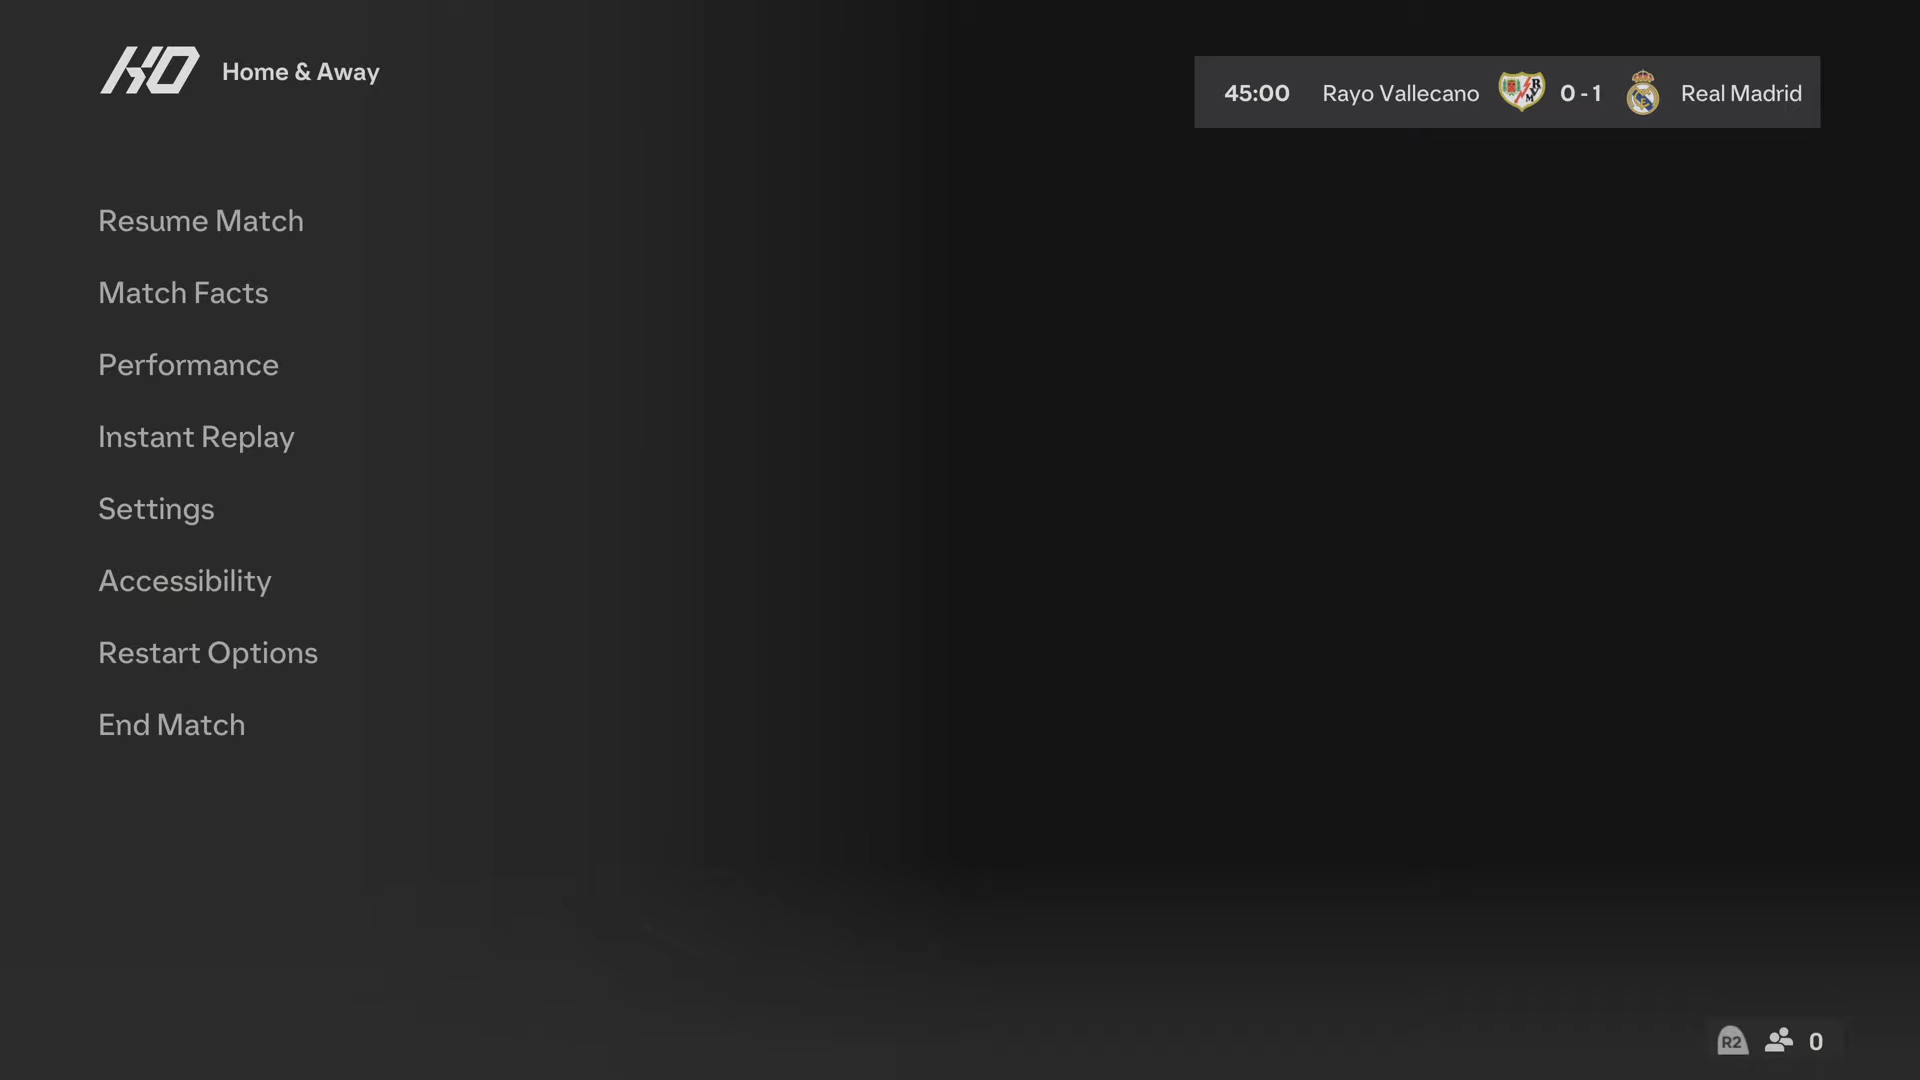 KO Home & Away
45:00 Rayo Vallecano 0 - 1 Real Madrid
Resume Match
Match Facts
Performance
Instant Replay
Settings
Accessibility
Restart Options
End Match
R2 0